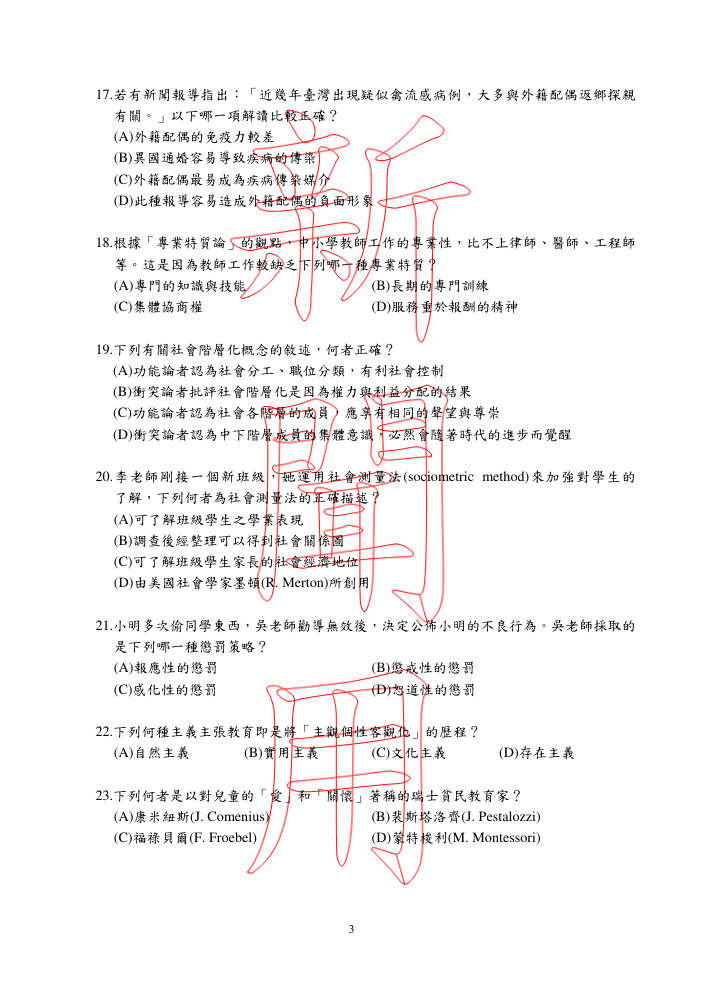 17.若有新聞報導指出：「近幾年臺灣出現疑似禽流感病例，大多與外籍配偶返鄉探親
有關。」以下哪一項解讀比較正確？
(A)外籍配偶的免疫力較差
(B)異國通婚容易導致疾病的傳染
(C)外籍配偶最易成為疾病傳染媒介
(D)此種報導容易造成外籍配偶的負面形象
18.根據「專業特質論」的觀點，中小學教師工作的專業性，比不上律師、醫師、工程師
等。這是因為教師工作較缺乏下列哪一種專業特質？
(A)專門的知識與技能 (B)長期的專門訓練
(C)集體協商權 (D)服務重於報酬的精神
19.下列有關社會階層化概念的敘述，何者正確？
(A)功能論者認為社會分工、職位分類，有利社會控制
(B)衝突論者批評社會階層化是因為權力與利益分配的結果
(C)功能論者認為社會各階層的成員，應享有相同的聲望與尊崇
(D)衝突論者認為中下階層成員的集體意識，必然會隨著時代的進步而覺醒
20.李老師剛接一個新班級，她運用社會測量法(sociometric method)來加強對學生的
了解，下列何者為社會測量法的正確描述？
(A)可了解班級學生之學業表現
(B)調查後經整理可以得到社會關係圖
(C)可了解班級學生家長的社會經濟地位
(D)由美國社會學家墨頓(R. Merton)所創用
21.小明多次偷同學東西，吳老師勸導無效後，決定公佈小明的不良行為。吳老師採取的
是下列哪一種懲罰策略？
(A)報應性的懲罰 (B)懲戒性的懲罰
(C)感化性的懲罰 (D)恕道性的懲罰
22.下列何種主義主張教育即是將「主觀個性客觀化」的歷程？
(A)自然主義 (B)實用主義 (C)文化主義 (D)存在主義
23.下列何者是以對兒童的「愛」和「關懷」著稱的瑞士貧民教育家？
(A)康米紐斯(J. Comenius) (B)裴斯塔洛齊(J. Pestalozzi)
(C)福祿貝爾(F. Froebel) (D)蒙特梭利(M. Montessori)
3